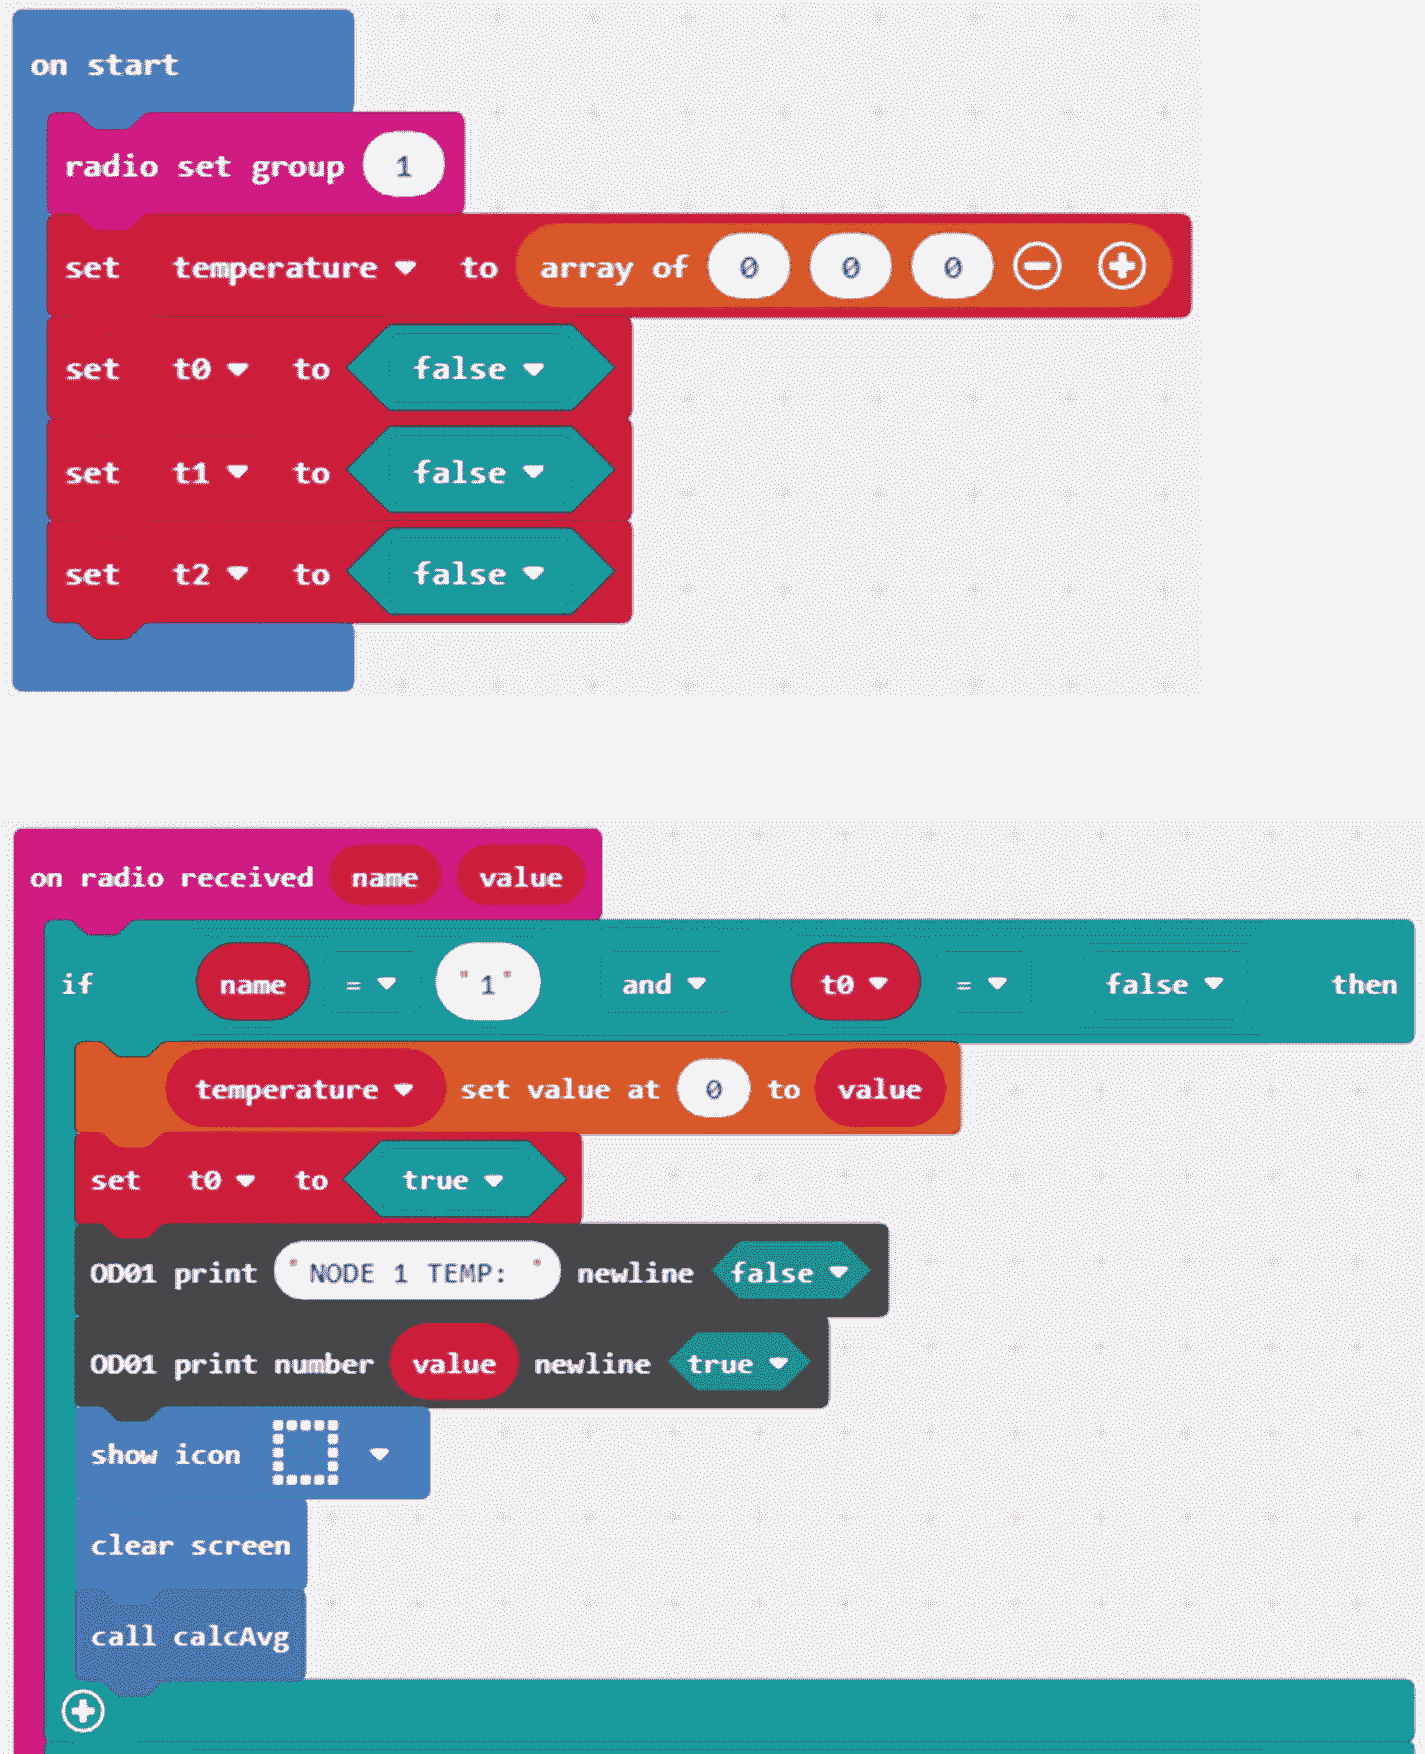 on start
radio set group 1
set temperature to array of 0 0 0
set t0 to false
set t1 to false
set t2 to false
on radio received name value
if name = "1" and t0 = false then
temperature set value at 0 to value
set t0 to true
OD01 print "NODE 1 TEMP: " newline false
OD01 print number value newline true
show icon
clear screen
call calcAvg